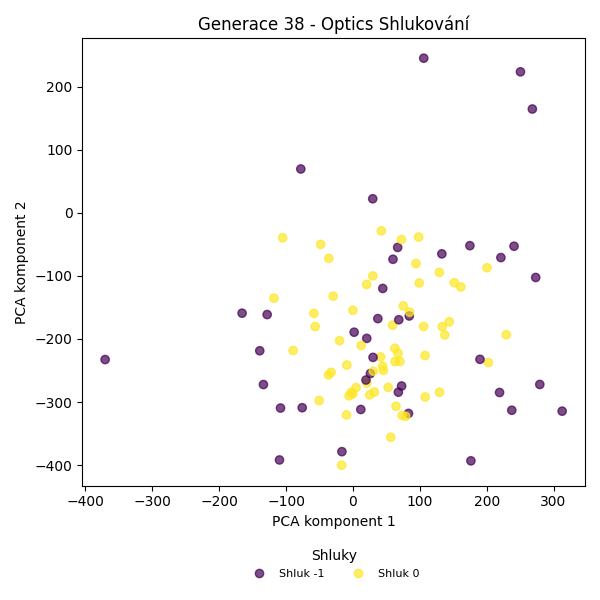 Generace 38 - Optics Shlukování
PCA komponent 2
200
100
0
−100
−200
−300
−400
−400
−300
−200
−100
0
100
200
300
PCA komponent 1
Shluky
Shluk -1
Shluk 0